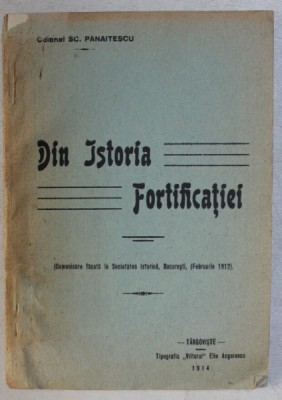 Colonel SC. PANAITESCU
Din Istoria
Fortificației
(Comunicare făcută la Societatea Istorică, București, (Februarie 1912).
— TÂRGOVIȘTE —
Tipografia „Viitorul” Elie Angelescu
1914